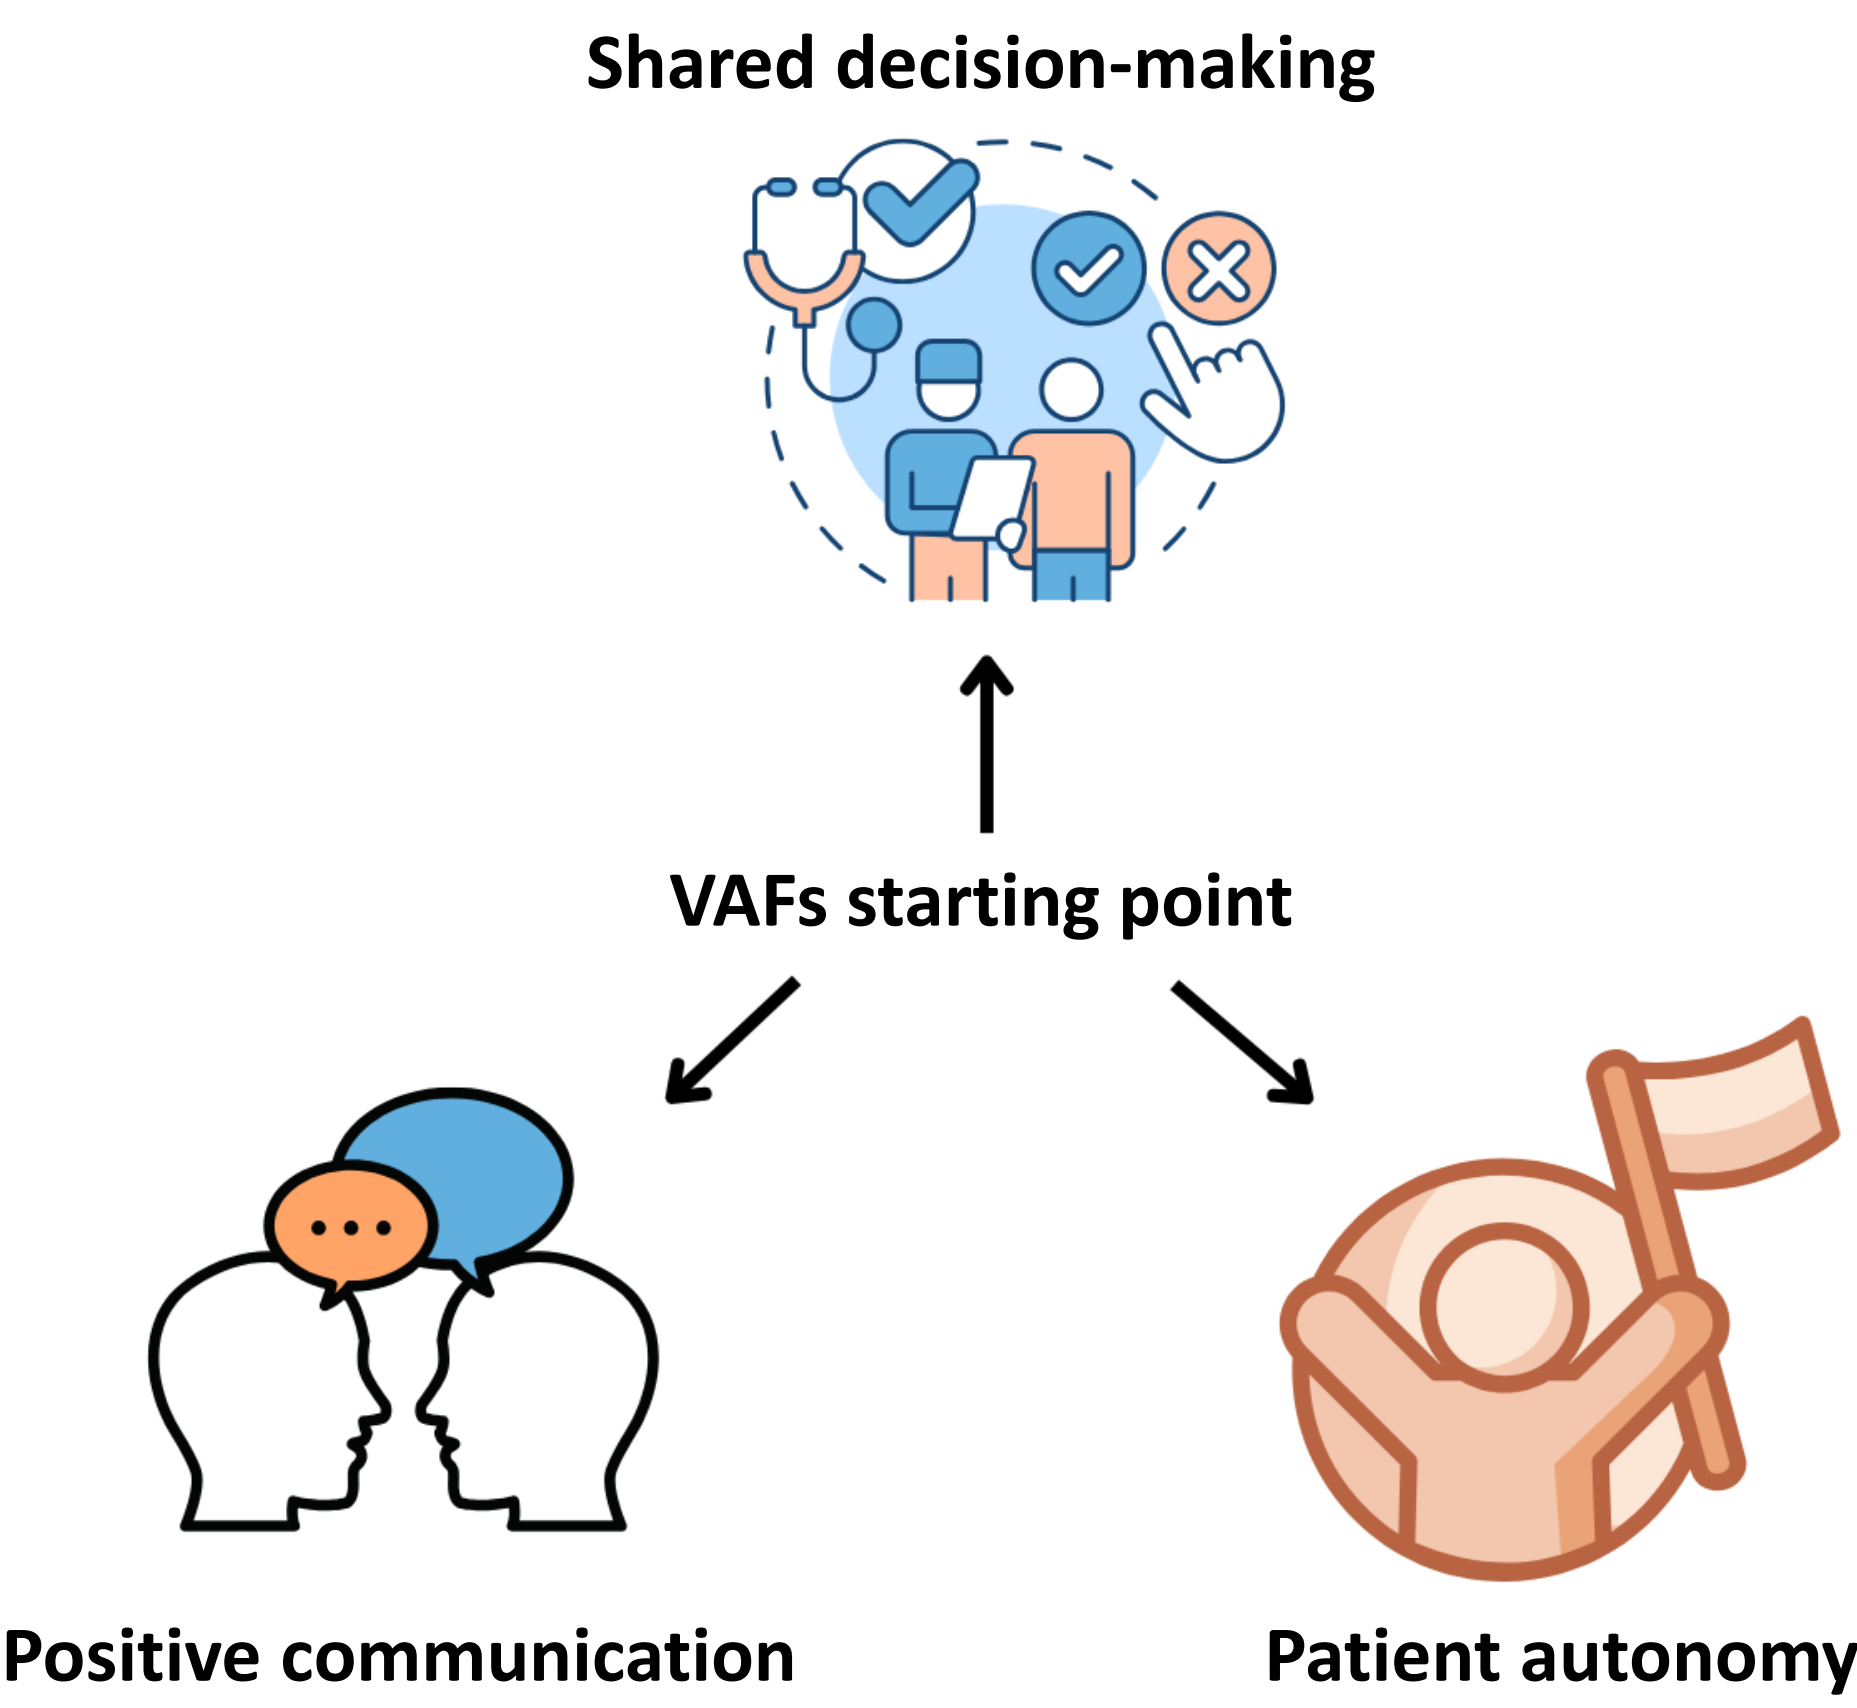 Shared decision-making
VAFs starting point
Positive communication
Patient autonomy